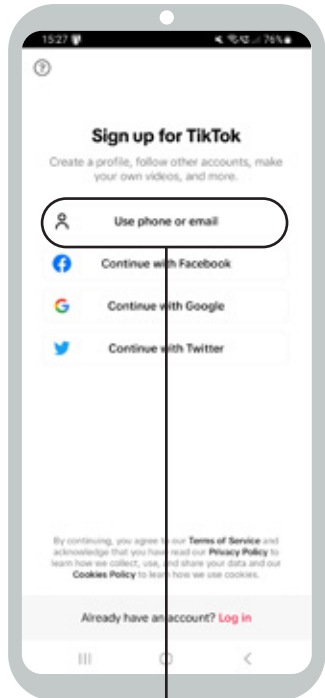 15:27 76%
Sign up for TikTok
Create a profile, follow other accounts, make
your own videos, and more.
Use phone or email
Continue with Facebook
Continue with Google
Continue with Twitter
By continuing, you agree to our Terms of Service and
acknowledge that you have read our Privacy Policy to
learn how we collect, use, and share your data and our
Cookies Policy to learn how we use cookies.
Already have an account? Log in